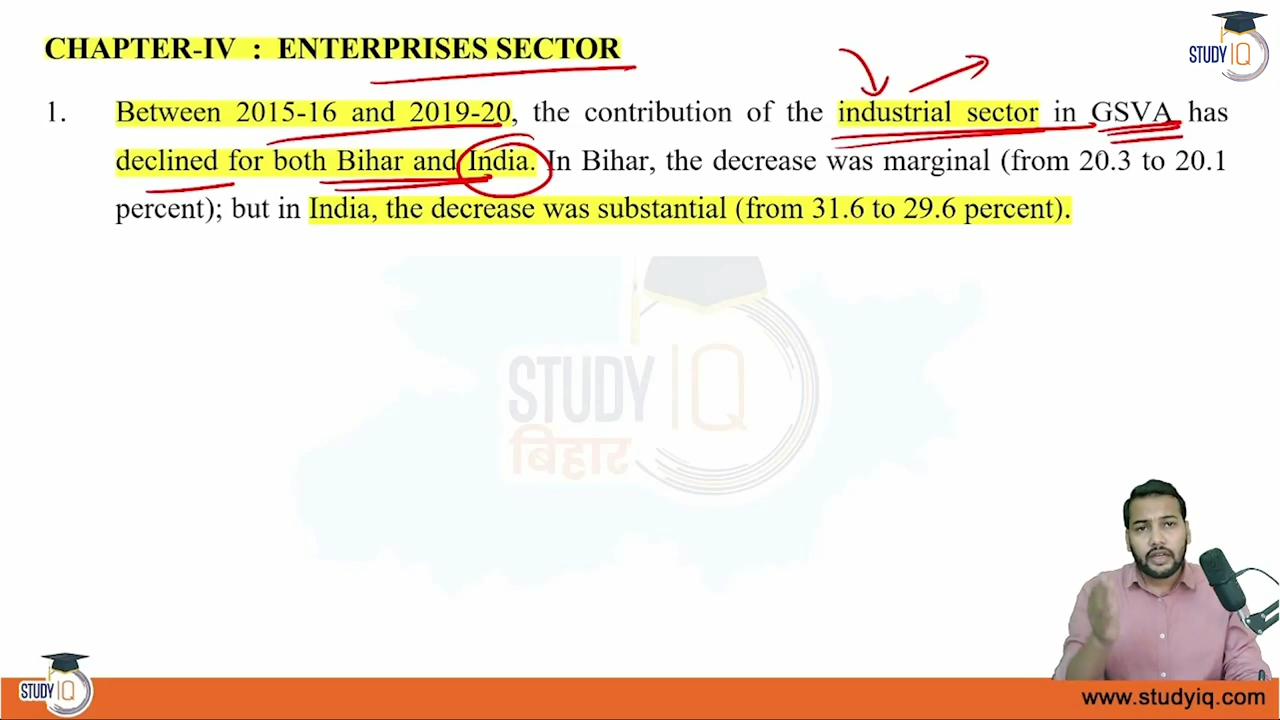 CHAPTER-IV : ENTERPRISES SECTOR
STUDY IQ
1. Between 2015-16 and 2019-20, the contribution of the industrial sector in GSVA has
declined for both Bihar and India. In Bihar, the decrease was marginal (from 20.3 to 20.1
percent); but in India, the decrease was substantial (from 31.6 to 29.6 percent).
STUDY IQ
बिहार
STUDY IQ
www.studyiq.com